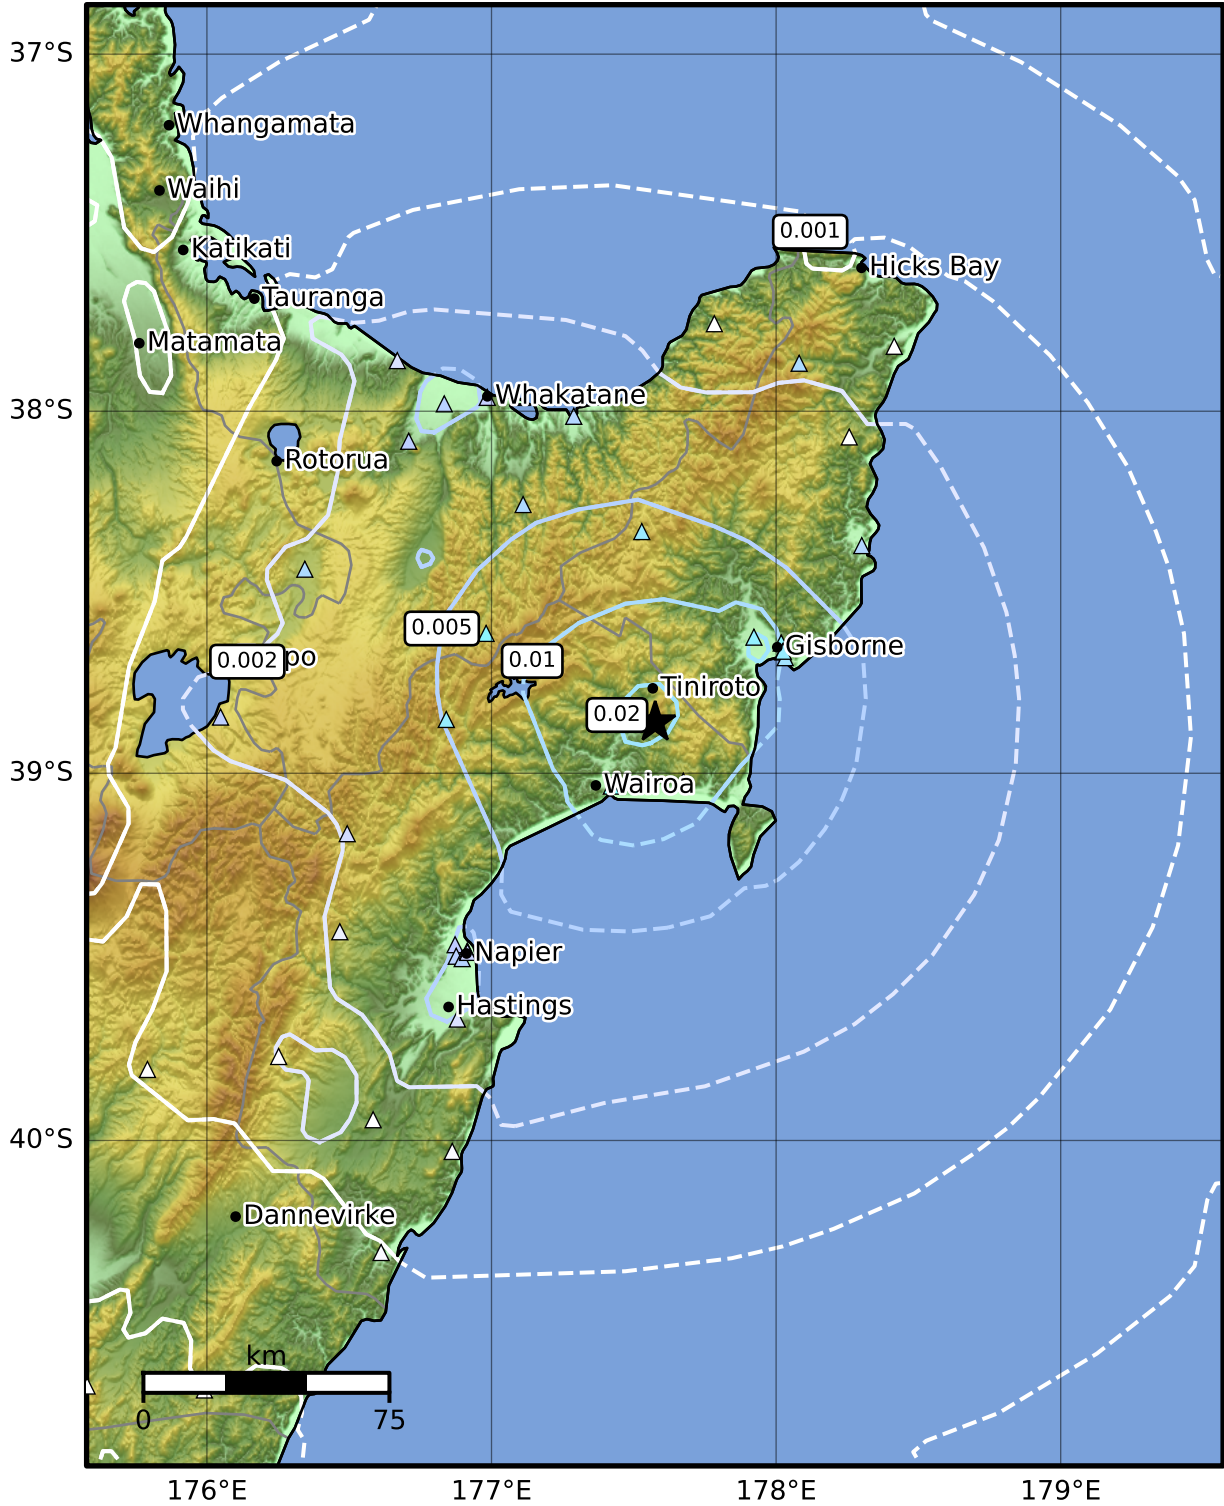 37°S
Whangamata
Waihi
0.001
Katikati
Hicks Bay
Tauranga
Matamata
Whakatane
38°S
Rotorua
0.005
Gisborne
0.002
po
0.01
Tiniroto
0.02
39°S
Wairoa
Napier
Hastings
40°S
Dannevirke
km
0 75
176°E 177°E 178°E 179°E